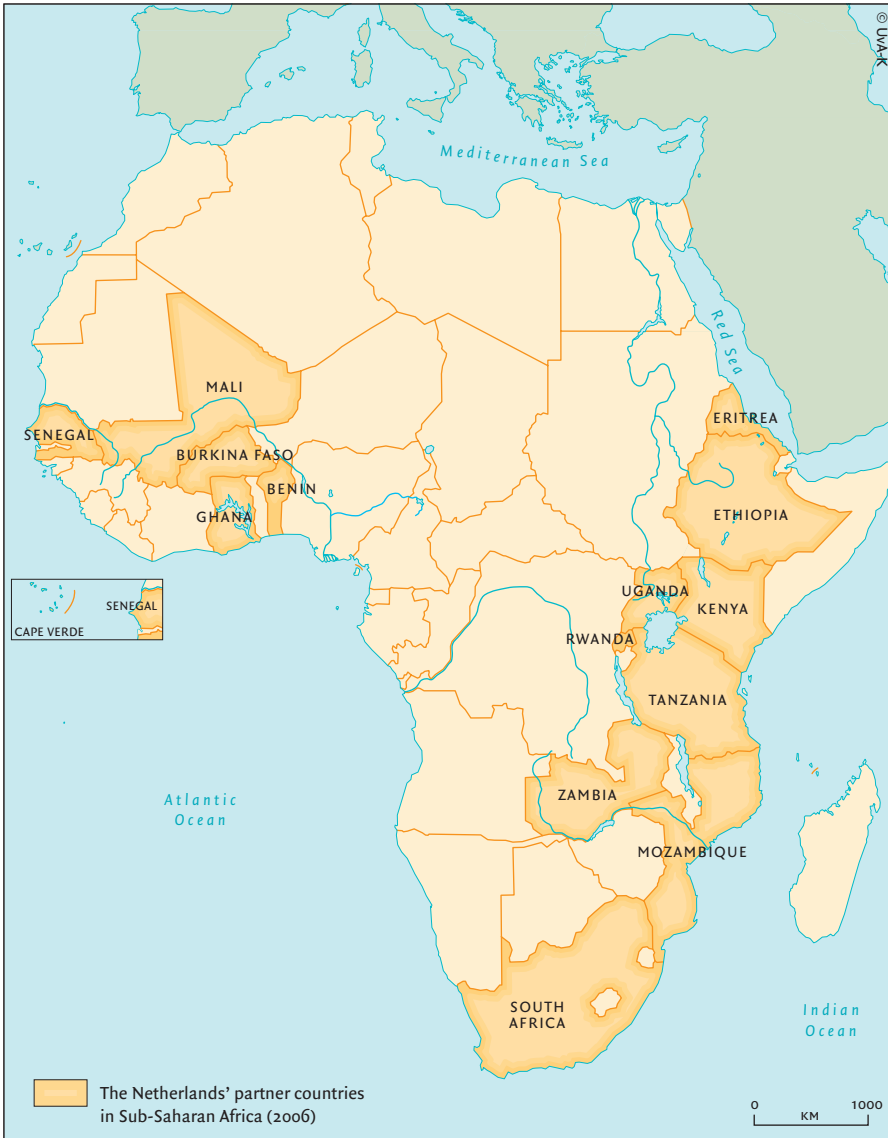 © UvA-K
Mediterranean Sea
Red Sea
MALI
SENEGAL
BURKINA FASO
BENIN
GHANA
ERITREA
ETHIOPIA
UGANDA
KENYA
RWANDA
SENEGAL
CAPE VERDE
TANZANIA
Atlantic
Ocean
ZAMBIA
MOZAMBIQUE
SOUTH
AFRICA
Indian
Ocean
The Netherlands' partner countries
in Sub-Saharan Africa (2006)
0 1000
KM